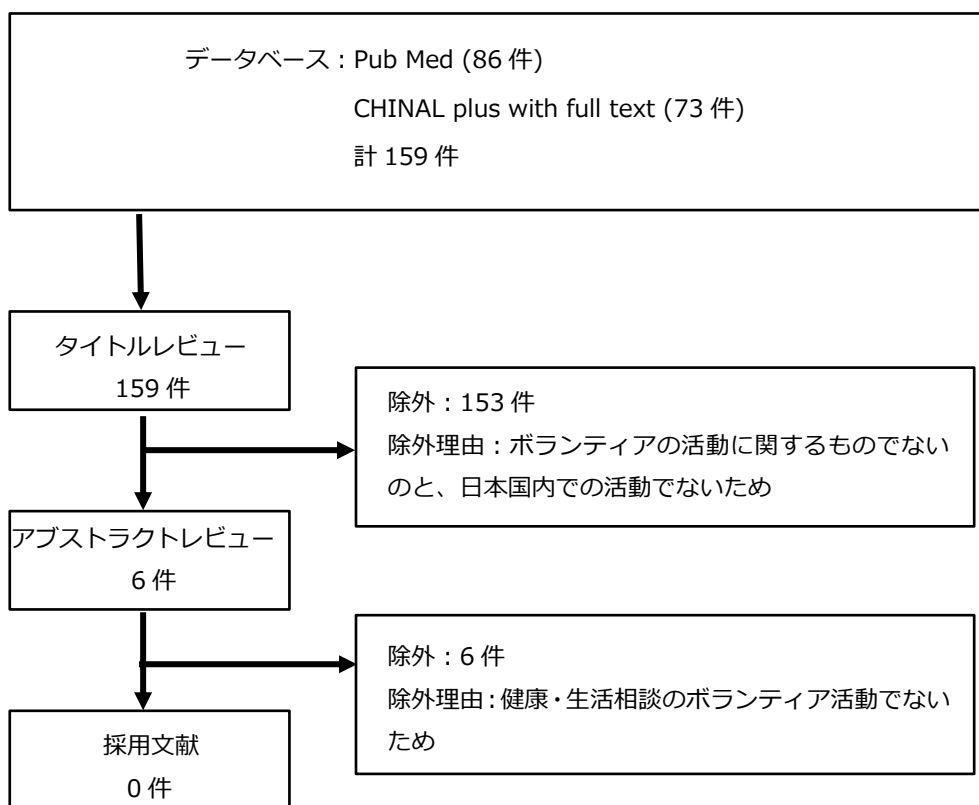 データベース：Pub Med (86 件)
CHINAL plus with full text (73 件)
計 159 件
タイトルレビュー
159 件
除外：153 件
除外理由：ボランティアの活動に関するものでない
のと、日本国内での活動でないため
アブストラクトレビュー
6 件
除外：6 件
除外理由：健康・生活相談のボランティア活動でない
ため
採用文献
0 件